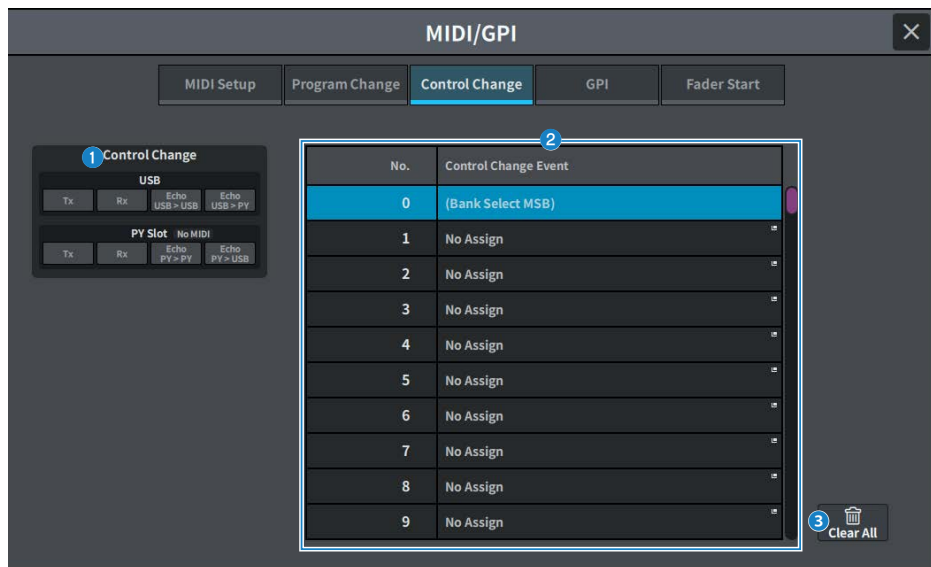 MIDI/GPI
MIDI Setup
Program Change
Control Change
GPI
Fader Start
1
Control Change
USB
Tx
Rx
Echo
USB > USB
Echo
USB > PY
PY Slot No MIDI
Tx
Rx
Echo
PY > PY
Echo
PY > USB
2
No. Control Change Event
0 (Bank Select MSB)
1 No Assign
2 No Assign
3 No Assign
4 No Assign
5 No Assign
6 No Assign
7 No Assign
8 No Assign
9 No Assign
3
Clear All